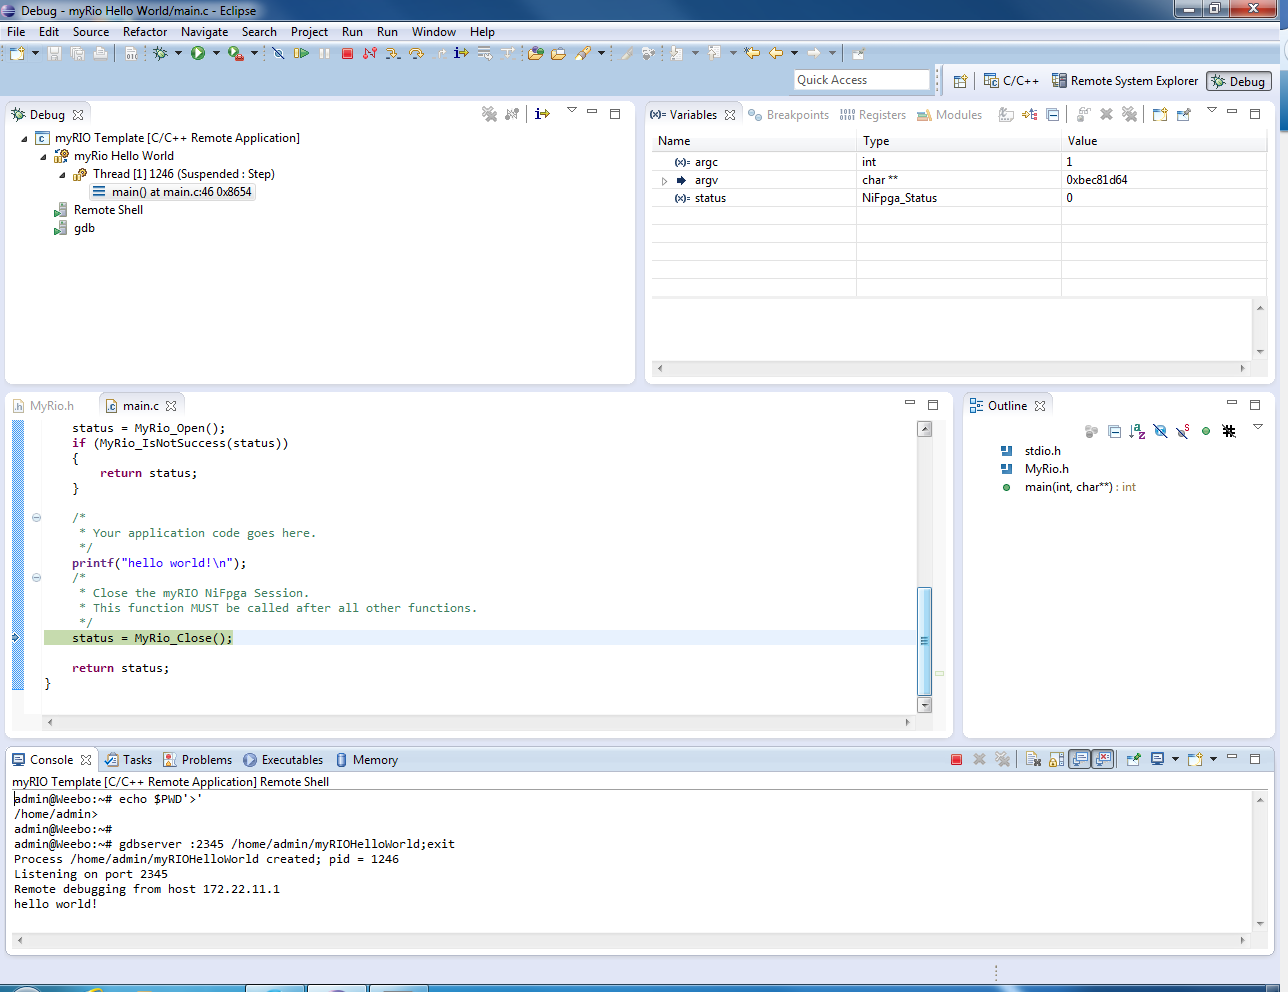 Debug - myRio Hello World/main.c - Eclipse
File Edit Source Refactor Navigate Search Project Run Run Window Help
Quick Access
C/C++ Remote System Explorer Debug
Debug
myRIO Template [C/C++ Remote Application]
myRio Hello World
Thread [1] 1246 (Suspended : Step)
main() at main.c:46 0x8654
Remote Shell
gdb
(x)= Variables Breakpoints Registers Modules
Name Type Value
(x)= argc int 1
argv char ** 0xbec81d64
(x)= status NiFpga_Status 0
MyRio.h main.c
status = MyRio_Open();
if (MyRio_IsNotSuccess(status))
{
return status;
}
/*
* Your application code goes here.
*/
printf("hello world!\n");
/*
* Close the myRIO NiFpga Session.
* This function MUST be called after all other functions.
*/
status = MyRio_Close();
return status;
}
Outline
stdio.h
MyRio.h
main(int, char**) : int
Console Tasks Problems Executables Memory
myRIO Template [C/C++ Remote Application] Remote Shell
admin@Weebo:~# echo $PWD'>'
/home/admin>
admin@Weebo:~#
admin@Weebo:~# gdbserver :2345 /home/admin/myRIOHelloWorld;exit
Process /home/admin/myRIOHelloWorld created; pid = 1246
Listening on port 2345
Remote debugging from host 172.22.11.1
hello world!